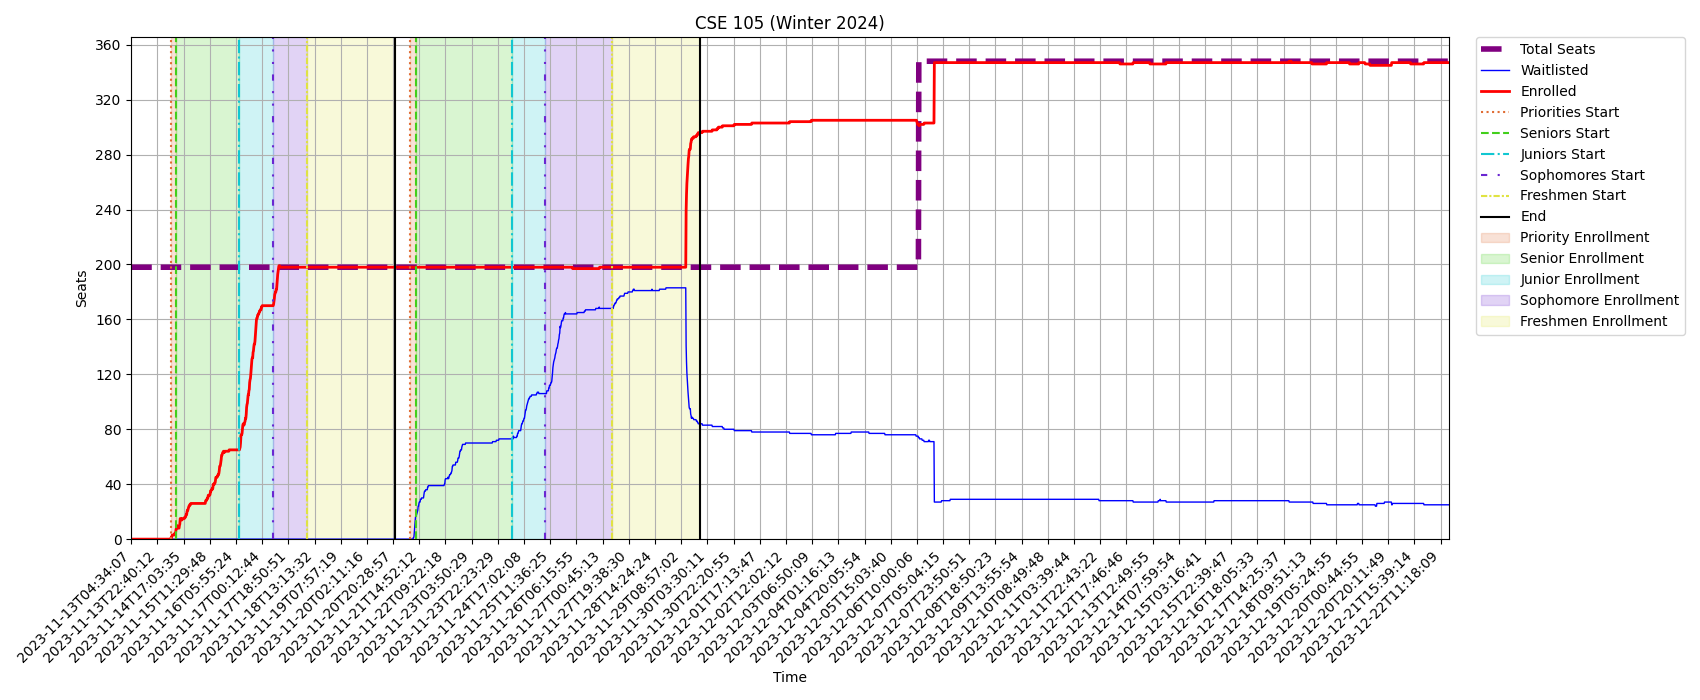 CSE 105 (Winter 2024)
360
320
280
240
200
160
120
80
40
0
Seats
2023-11-13T04:34:07
2023-11-13T22:40:12
2023-11-14T17:03:35
2023-11-15T11:29:48
2023-11-16T05:55:24
2023-11-17T00:12:44
2023-11-17T18:50:51
2023-11-18T13:13:32
2023-11-19T07:57:19
2023-11-20T02:11:16
2023-11-20T20:28:57
2023-11-21T14:52:12
2023-11-22T09:22:18
2023-11-23T03:50:29
2023-11-23T22:23:29
2023-11-24T17:02:08
2023-11-25T11:36:25
2023-11-26T06:15:55
2023-11-27T00:45:13
2023-11-27T19:38:30
2023-11-28T14:24:24
2023-11-29T08:57:02
2023-11-30T03:30:11
2023-11-30T22:20:55
2023-12-01T17:13:47
2023-12-02T12:02:12
2023-12-03T06:50:09
2023-12-04T01:16:13
2023-12-04T20:05:54
2023-12-05T15:03:40
2023-12-06T10:00:06
2023-12-07T05:04:15
2023-12-07T23:50:51
2023-12-08T18:50:23
2023-12-09T13:55:54
2023-12-10T08:49:48
2023-12-11T03:39:44
2023-12-11T22:43:22
2023-12-12T17:46:46
2023-12-13T12:49:55
2023-12-14T07:59:54
2023-12-15T03:16:41
2023-12-15T22:39:47
2023-12-16T18:05:33
2023-12-17T14:25:37
2023-12-18T09:51:13
2023-12-19T05:24:55
2023-12-20T00:44:55
2023-12-20T20:11:49
2023-12-21T15:39:14
2023-12-22T11:18:09
Time
Total Seats
Waitlisted
Enrolled
Priorities Start
Seniors Start
Juniors Start
Sophomores Start
Freshmen Start
End
Priority Enrollment
Senior Enrollment
Junior Enrollment
Sophomore Enrollment
Freshmen Enrollment